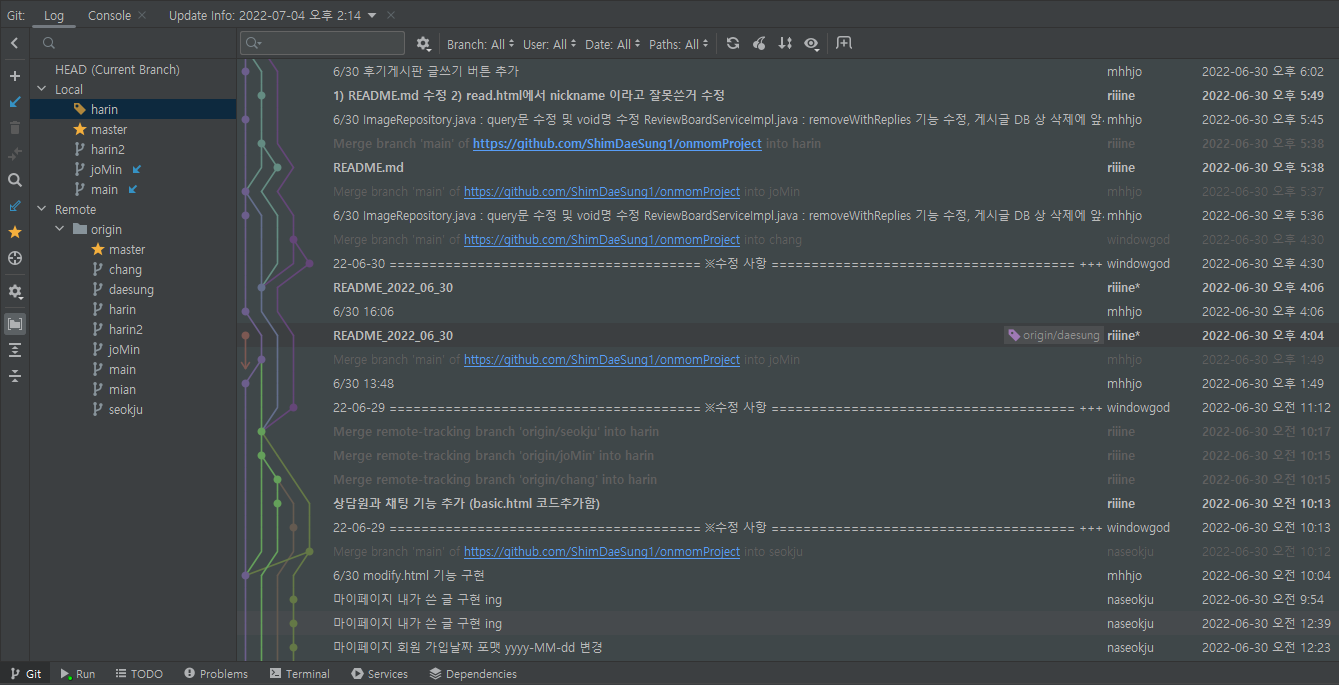 Git: Log Console Update Info: 2022-07-04 오후 2:14
Branch: All User: All Date: All Paths: All
HEAD (Current Branch)
Local
harin
master
harin2
joMin
main
Remote
origin
master
chang
daesung
harin
harin2
joMin
main
mian
seokju
6/30 후기게시판 글쓰기 버튼 추가 mhhjo 2022-06-30 오후 6:02
1) README.md 수정 2) read.html에서 nickname 이라고 잘못쓴거 수정 riiine 2022-06-30 오후 5:49
6/30 ImageRepository.java : query문 수정 및 void명 수정 ReviewBoardServiceImpl.java : removeWithReplies 기능 수정, 게시글 DB 상 삭제에 앞 mhhjo 2022-06-30 오후 5:45
Merge branch 'main' of https://github.com/ShimDaeSung1/onmomProject into harin riiine 2022-06-30 오후 5:38
README.md riiine 2022-06-30 오후 5:38
Merge branch 'main' of https://github.com/ShimDaeSung1/onmomProject into joMin mhhjo 2022-06-30 오후 5:37
6/30 ImageRepository.java : query문 수정 및 void명 수정 ReviewBoardServiceImpl.java : removeWithReplies 기능 수정, 게시글 DB 상 삭제에 앞 mhhjo 2022-06-30 오후 5:36
Merge branch 'main' of https://github.com/ShimDaeSung1/onmomProject into chang windowgod 2022-06-30 오후 4:30
22-06-30 ======================================= ※수정 사항 ====================================== +++ windowgod 2022-06-30 오후 4:30
README_2022_06_30 riiine* 2022-06-30 오후 4:06
6/30 16:06 mhhjo 2022-06-30 오후 4:06
README_2022_06_30 origin/daesung riiine* 2022-06-30 오후 4:04
Merge branch 'main' of https://github.com/ShimDaeSung1/onmomProject into joMin mhhjo 2022-06-30 오후 1:49
6/30 13:48 mhhjo 2022-06-30 오후 1:49
22-06-29 ======================================= ※수정 사항 ====================================== +++ windowgod 2022-06-30 오전 11:12
Merge remote-tracking branch 'origin/seokju' into harin riiine 2022-06-30 오전 10:17
Merge remote-tracking branch 'origin/joMin' into harin riiine 2022-06-30 오전 10:15
Merge remote-tracking branch 'origin/chang' into harin riiine 2022-06-30 오전 10:15
상담원과 채팅 기능 추가 (basic.html 코드추가함) riiine 2022-06-30 오전 10:13
22-06-29 ======================================= ※수정 사항 ====================================== +++ windowgod 2022-06-30 오전 10:13
Merge branch 'main' of https://github.com/ShimDaeSung1/onmomProject into seokju naseokju 2022-06-30 오전 10:12
6/30 modify.html 기능 구현 mhhjo 2022-06-30 오전 10:04
마이페이지 내가 쓴 글 구현 ing naseokju 2022-06-30 오전 9:54
마이페이지 내가 쓴 글 구현 ing naseokju 2022-06-30 오전 12:39
마이페이지 회원 가입날짜 포맷 yyyy-MM-dd 변경 naseokju 2022-06-30 오전 12:23
Git Run TODO Problems Terminal Services Dependencies